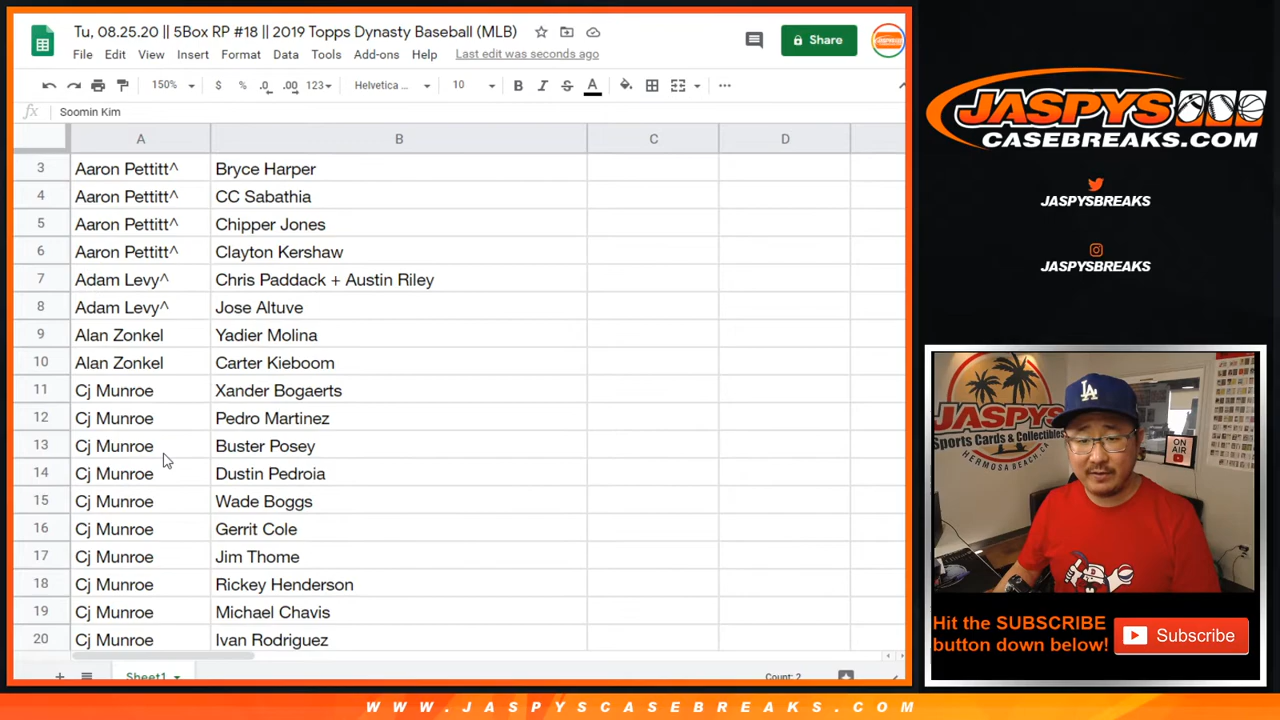 Tu, 08.25.20 || 5Box RP #18 || 2019 Topps Dynasty Baseball (MLB)
File Edit View Insert Format Data Tools Add-ons Help Last edit was seconds ago
Share
150% $ % .0 .00 123 Helvetica ... 10 B I S A
fx Soomin Kim
A B C D
3 Aaron Pettitt^ Bryce Harper
4 Aaron Pettitt^ CC Sabathia
5 Aaron Pettitt^ Chipper Jones
6 Aaron Pettitt^ Clayton Kershaw
7 Adam Levy^ Chris Paddack + Austin Riley
8 Adam Levy^ Jose Altuve
9 Alan Zonkel Yadier Molina
10 Alan Zonkel Carter Kieboom
11 Cj Munroe Xander Bogaerts
12 Cj Munroe Pedro Martinez
13 Cj Munroe Buster Posey
14 Cj Munroe Dustin Pedroia
15 Cj Munroe Wade Boggs
16 Cj Munroe Gerrit Cole
17 Cj Munroe Jim Thome
18 Cj Munroe Rickey Henderson
19 Cj Munroe Michael Chavis
20 Cj Munroe Ivan Rodriguez
Sheet1
Count: 2
JASPYS
CASEBREAKS.COM
JASPYSBREAKS
JASPYSBREAKS
JASPYS
Sports Cards & Collectibles
HERMOSA BEACH, CA
LA
ON AIR
Hit the SUBSCRIBE
button down below!
Subscribe
WWW.JASPYSCASEBREAKS.COM